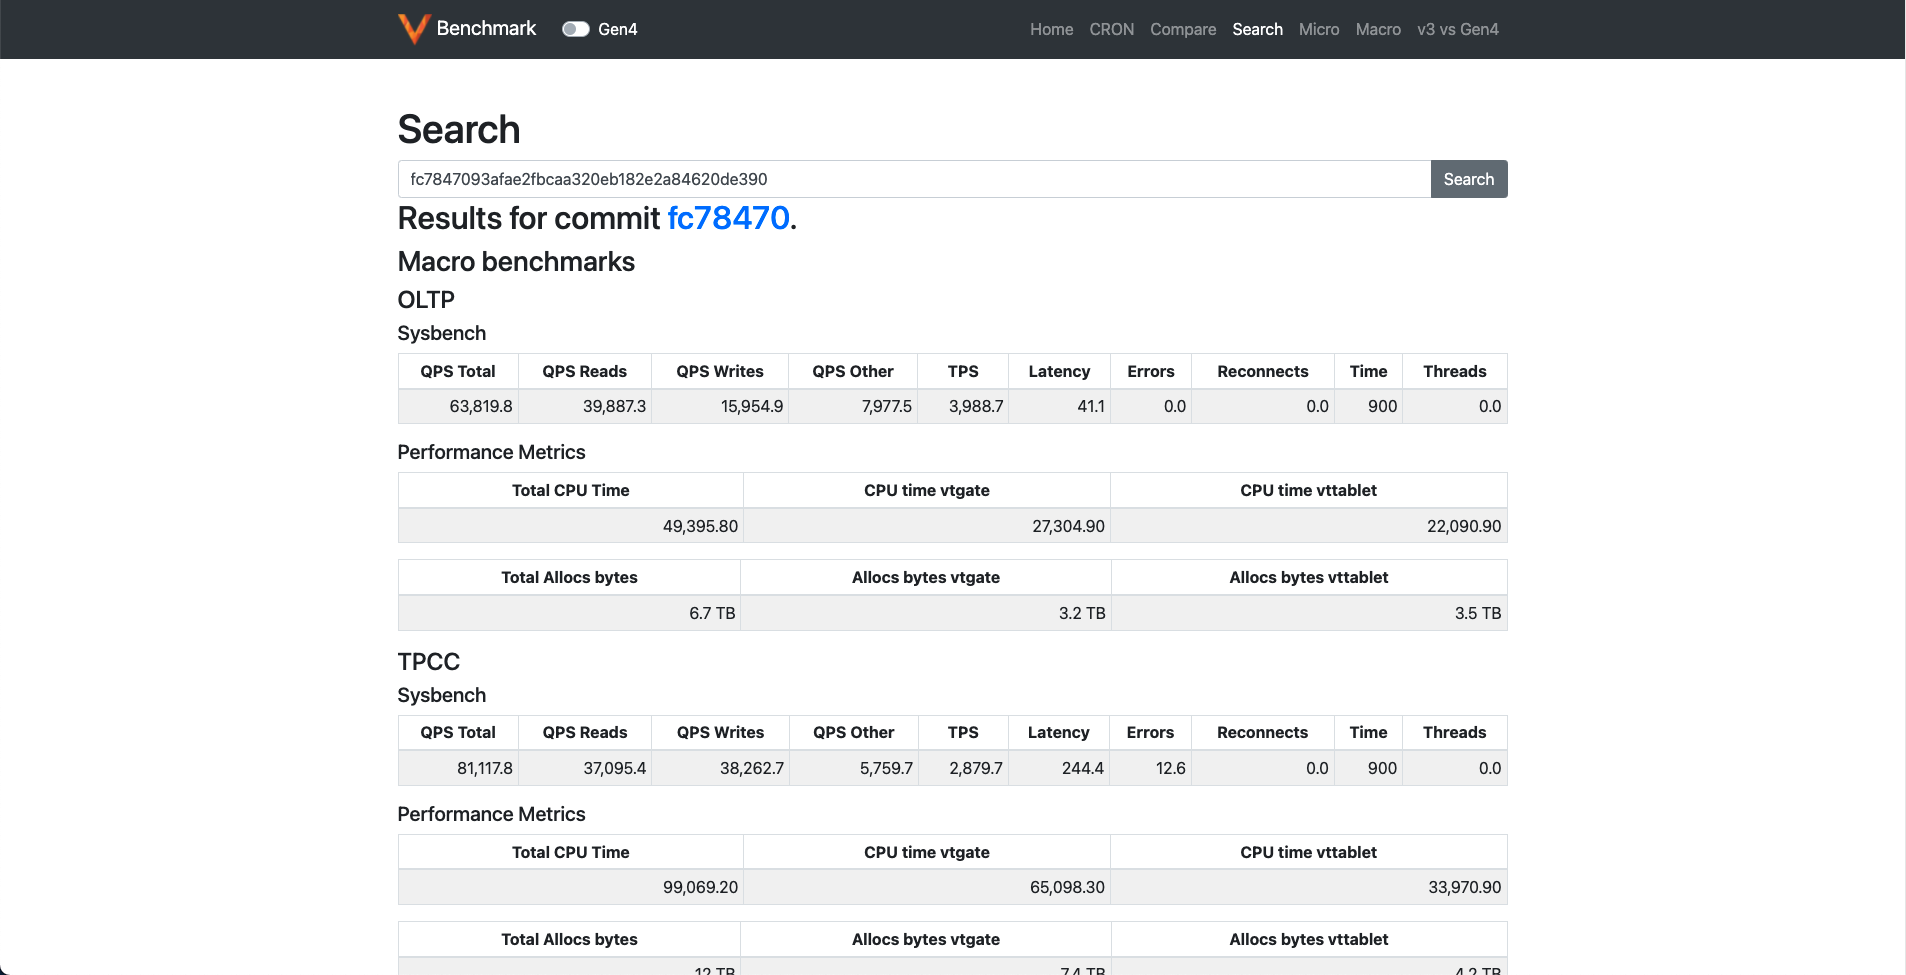 Benchmark Gen4 Home CRON Compare Search Micro Macro v3 vs Gen4
Search
fc7847093afae2fbcaa320eb182e2a84620de390 Search
Results for commit fc78470.
Macro benchmarks
OLTP
Sysbench
QPS Total QPS Reads QPS Writes QPS Other TPS Latency Errors Reconnects Time Threads
63,819.8 39,887.3 15,954.9 7,977.5 3,988.7 41.1 0.0 0.0 900 0.0
Performance Metrics
Total CPU Time CPU time vtgate CPU time vttablet
49,395.80 27,304.90 22,090.90
Total Allocs bytes Allocs bytes vtgate Allocs bytes vttablet
6.7 TB 3.2 TB 3.5 TB
TPCC
Sysbench
QPS Total QPS Reads QPS Writes QPS Other TPS Latency Errors Reconnects Time Threads
81,117.8 37,095.4 38,262.7 5,759.7 2,879.7 244.4 12.6 0.0 900 0.0
Performance Metrics
Total CPU Time CPU time vtgate CPU time vttablet
99,069.20 65,098.30 33,970.90
Total Allocs bytes Allocs bytes vtgate Allocs bytes vttablet
12 TB 7.4 TB 4.2 TB